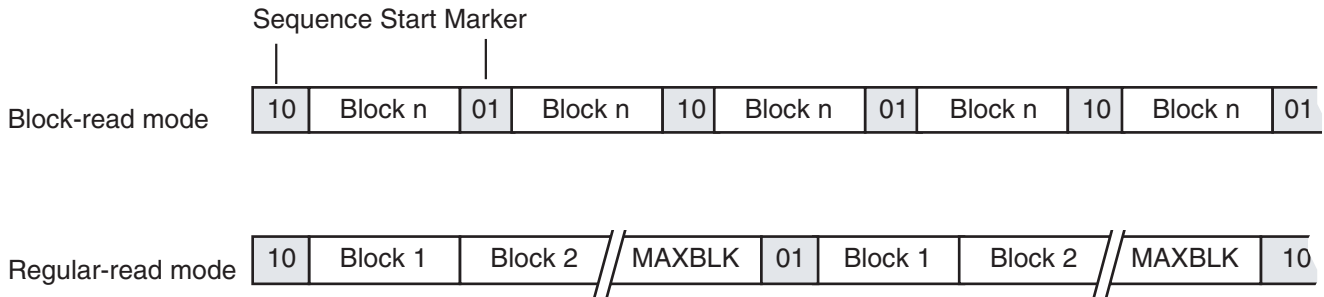 Sequence Start Marker
Block-read mode 10 Block n 01 Block n 10 Block n 01 Block n 10 Block n 01
Regular-read mode 10 Block 1 Block 2 MAXBLK 01 Block 1 Block 2 MAXBLK 10